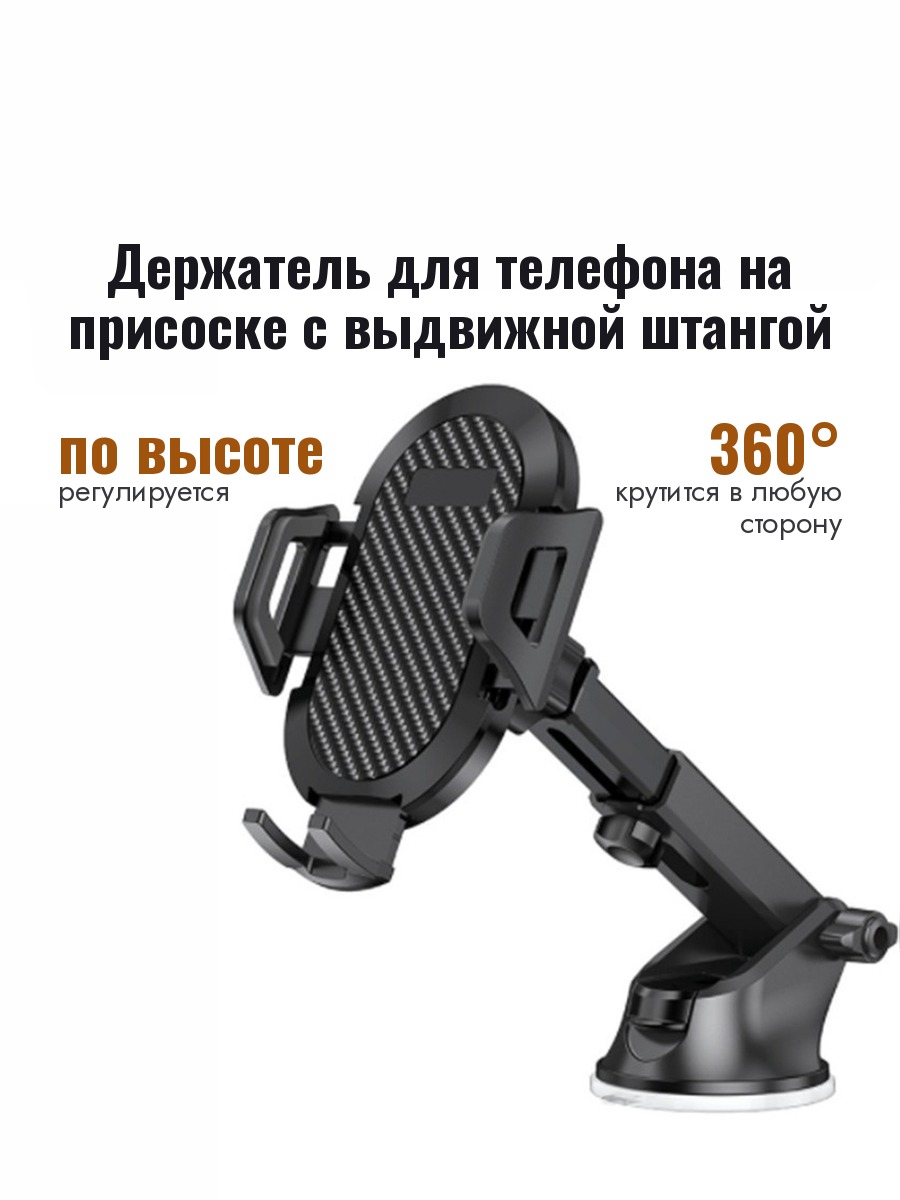 Держатель для телефона на
присоске с выдвижной штангой
по высоте
регулируется
360°
крутится в любую
сторону